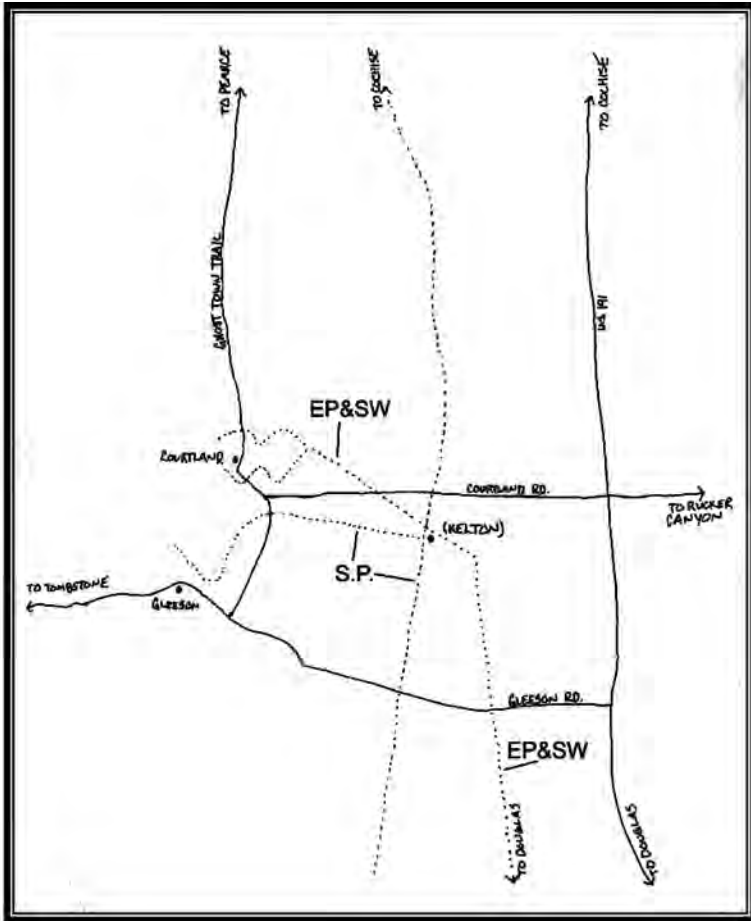 TO PEARCE
TO COCHISE
TO COCHISE
GHOST TOWN TRAIL
US 191
EP&SW
COURTLAND
COURTLAND RD.
TO RUCKER
CANYON
(KELTON)
S.P.
TO TOMBSTONE
GLEESON
GLEESON RD.
EP&SW
TO DOUGLAS
TO DOUGLAS